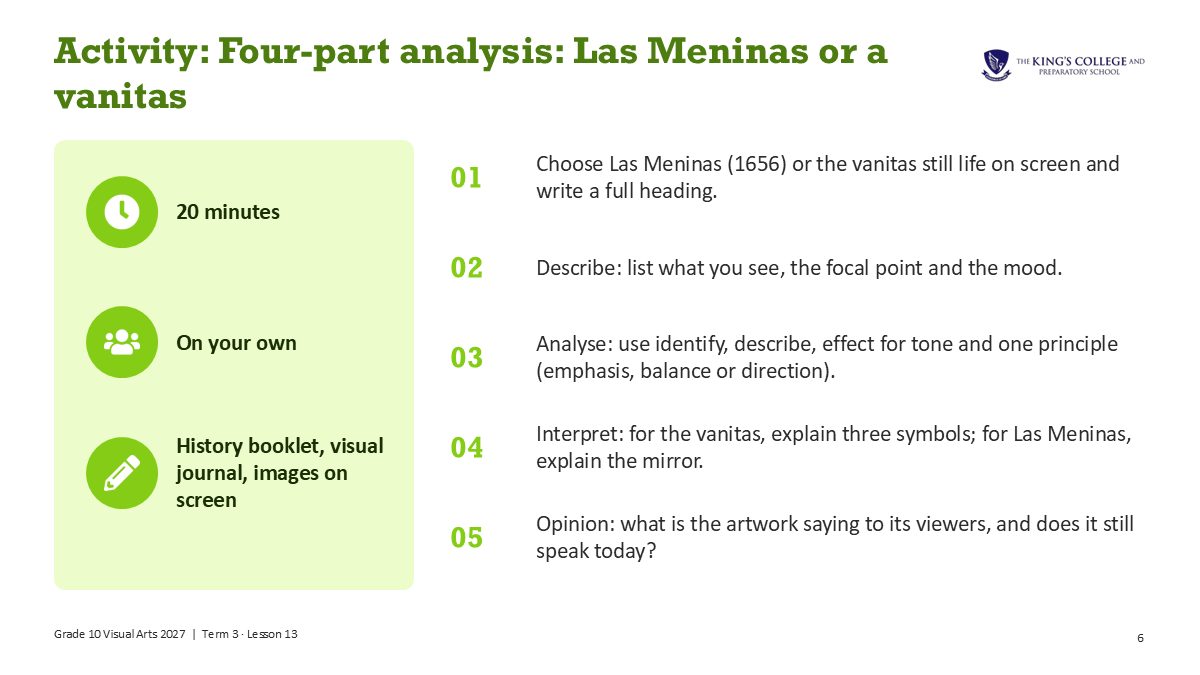 Activity: Four-part analysis: Las Meninas or a
vanitas
THE KING'S COLLEGE AND
PREPARATORY SCHOOL
20 minutes
On your own
History booklet, visual
journal, images on
screen
01
Choose Las Meninas (1656) or the vanitas still life on screen and
write a full heading.
02
Describe: list what you see, the focal point and the mood.
03
Analyse: use identify, describe, effect for tone and one principle
(emphasis, balance or direction).
04
Interpret: for the vanitas, explain three symbols; for Las Meninas,
explain the mirror.
05
Opinion: what is the artwork saying to its viewers, and does it still
speak today?
Grade 10 Visual Arts 2027 | Term 3 · Lesson 13
6